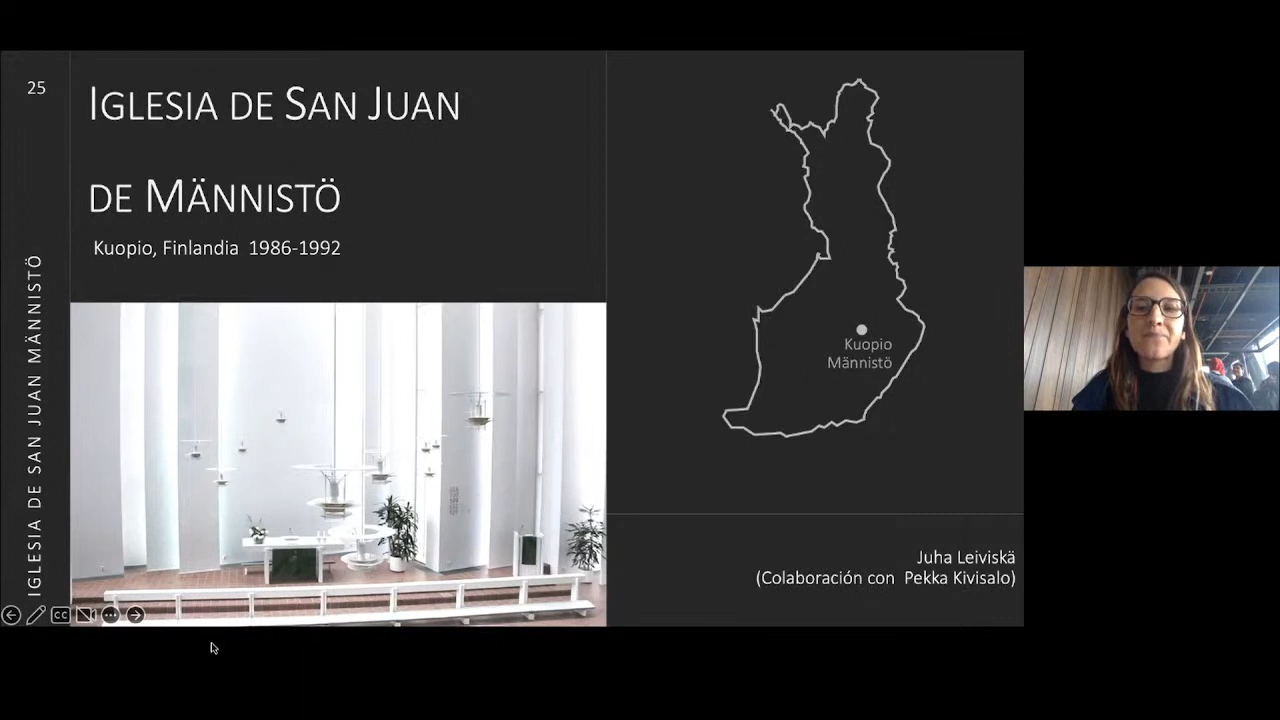 25
IGLESIA DE SAN JUAN
DE MÄNNISTÖ
Kuopio, Finlandia 1986-1992
IGLESIA DE SAN JUAN MÄNNISTÖ
Kuopio
Männistö
Juha Leiviskä
(Colaboración con Pekka Kivisalo)
CC